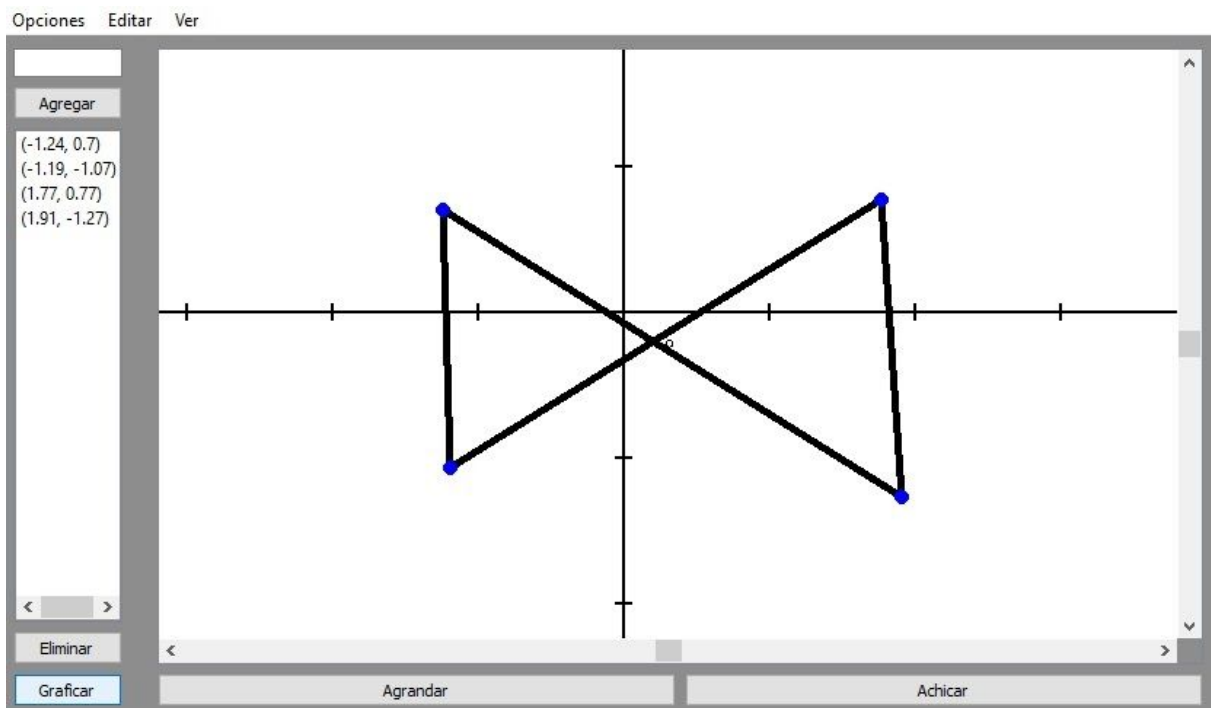 Opciones Editar Ver
Agregar
(-1.24, 0.7)
(-1.19, -1.07)
(1.77, 0.77)
(1.91, -1.27)
Eliminar
Graficar
Agrandar
Achicar